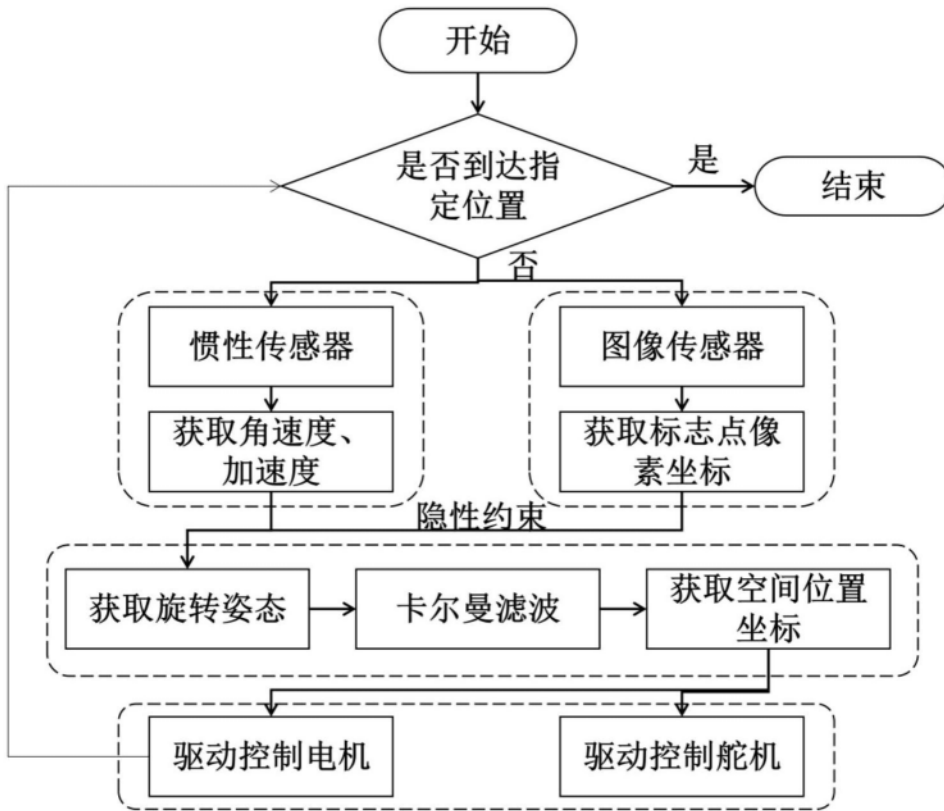 开始
是否到达指
定位置
是
结束
否
惯性传感器
图像传感器
获取角速度、
加速度
获取标志点像
素坐标
隐性约束
获取旋转姿态
卡尔曼滤波
获取空间位置
坐标
驱动控制电机
驱动控制舵机